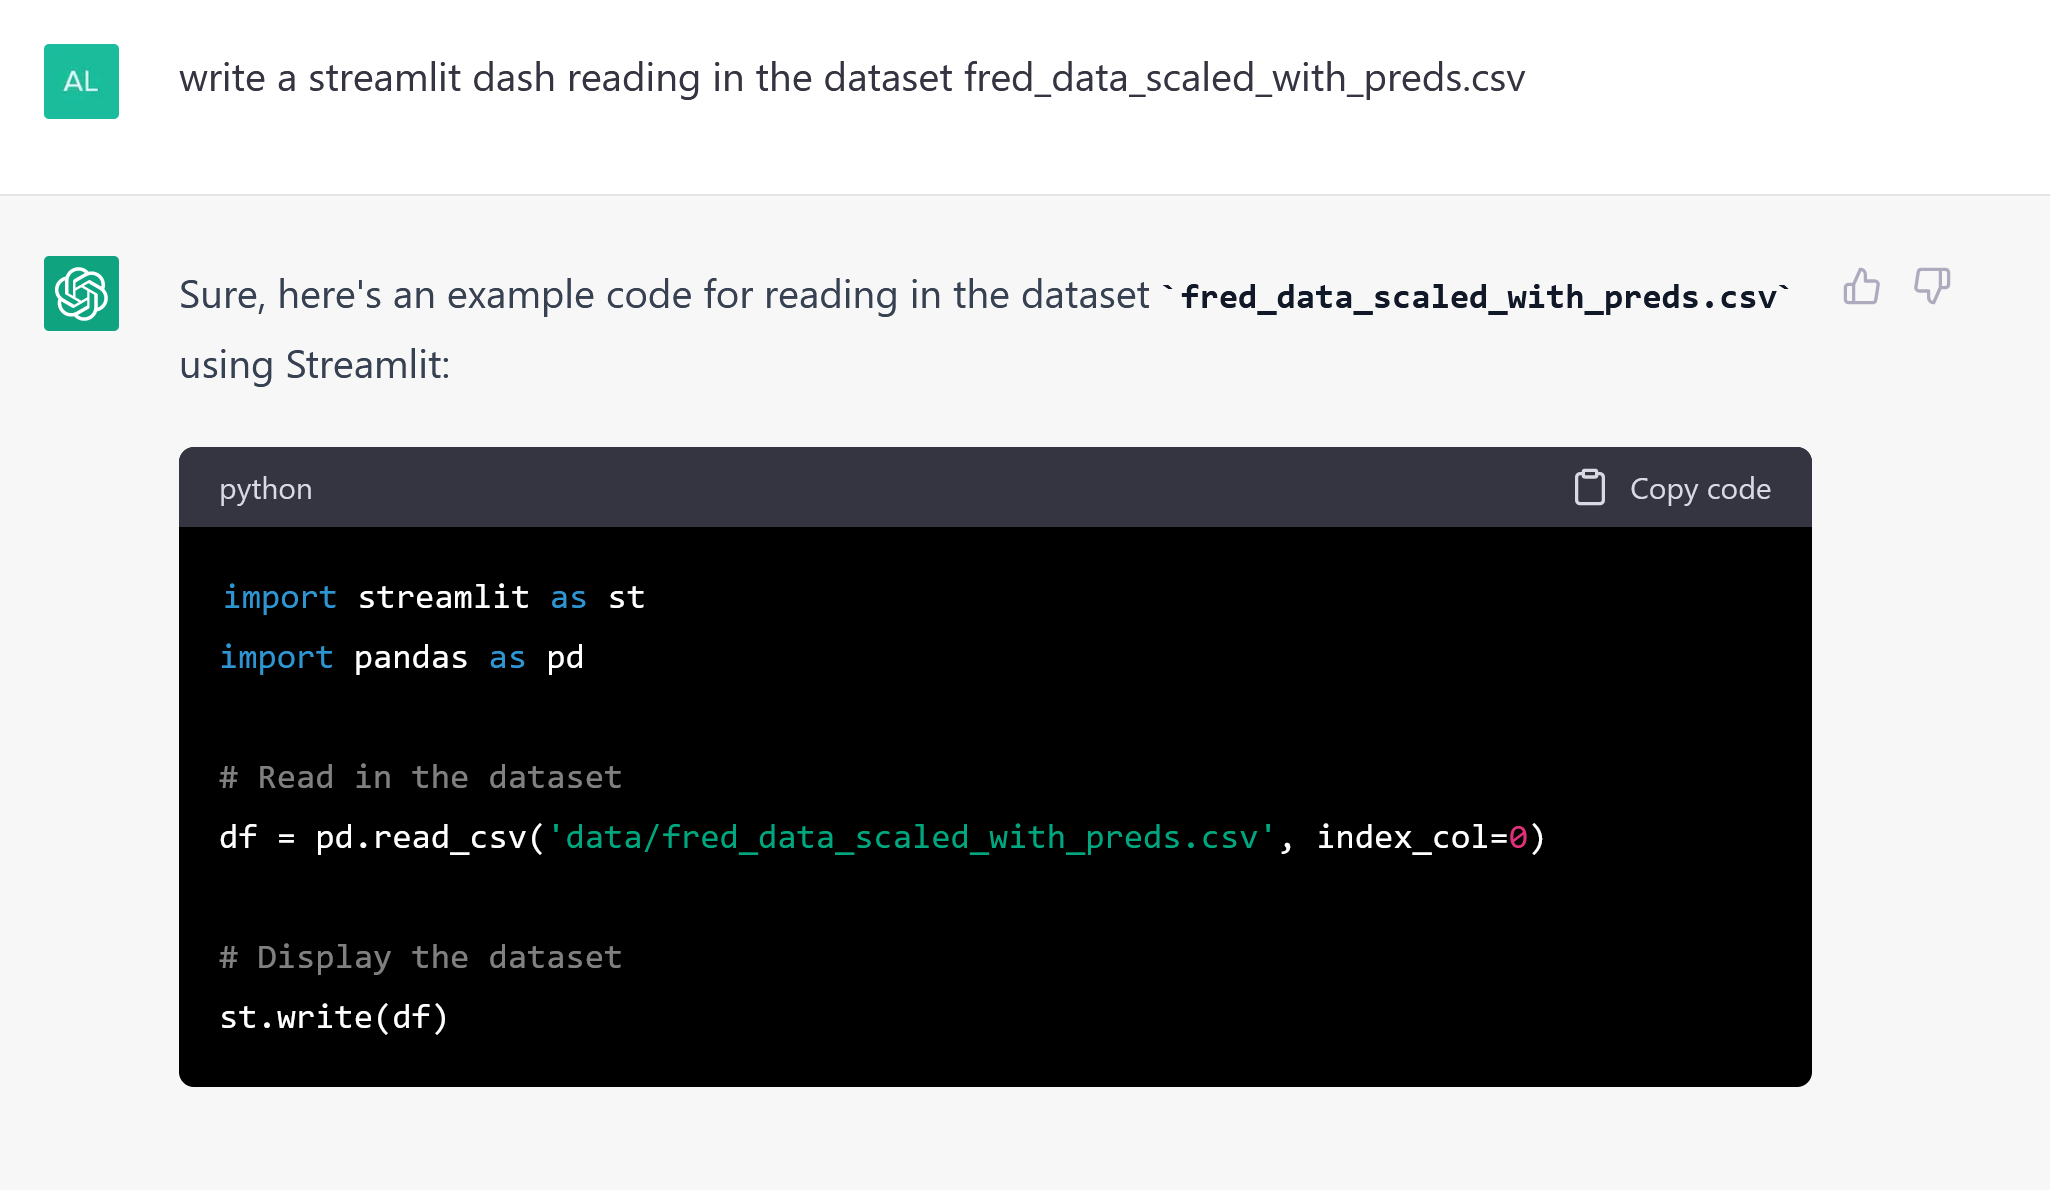 AL
write a streamlit dash reading in the dataset fred_data_scaled_with_preds.csv
Sure, here's an example code for reading in the dataset `fred_data_scaled_with_preds.csv`
using Streamlit:
python
Copy code
import streamlit as st
import pandas as pd
# Read in the dataset
df = pd.read_csv('data/fred_data_scaled_with_preds.csv', index_col=0)
# Display the dataset
st.write(df)